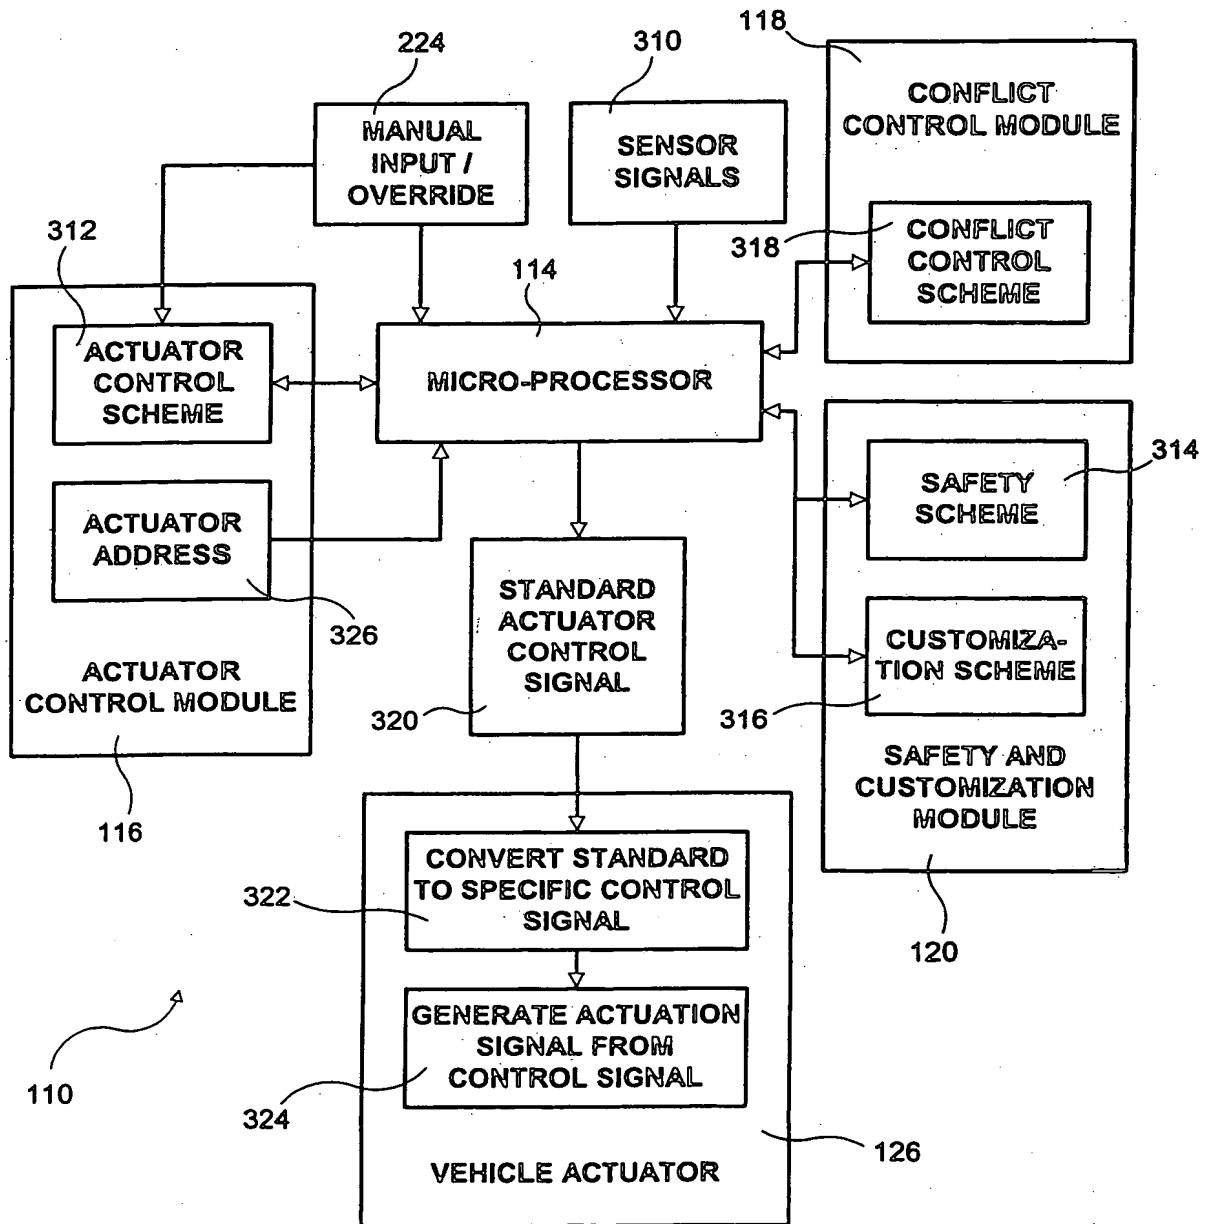 224
310
118
MANUAL
INPUT /
OVERRIDE
SENSOR
SIGNALS
CONFLICT
CONTROL MODULE
312
114
318
CONFLICT
CONTROL
SCHEME
ACTUATOR
CONTROL
SCHEME
MICRO-PROCESSOR
314
SAFETY
SCHEME
ACTUATOR
ADDRESS
326
STANDARD
ACTUATOR
CONTROL
SIGNAL
320
CUSTOMIZA-
TION SCHEME
316
ACTUATOR
CONTROL MODULE
116
SAFETY AND
CUSTOMIZATION
MODULE
120
CONVERT STANDARD
TO SPECIFIC CONTROL
SIGNAL
322
GENERATE ACTUATION
SIGNAL FROM
CONTROL SIGNAL
324
110
126
VEHICLE ACTUATOR